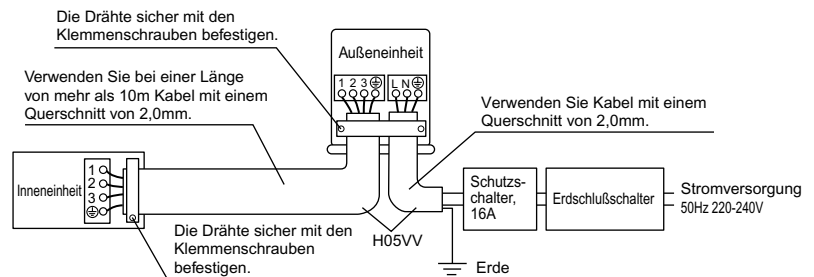 Die Drähte sicher mit den
Klemmenschrauben befestigen.
Außeneinheit
1 2 3
L N
Verwenden Sie bei einer Länge
von mehr als 10m Kabel mit einem
Querschnitt von 2,0mm.
Verwenden Sie Kabel mit einem
Querschnitt von 2,0mm.
Inneneinheit
1
2
3
Schutzs-
chalter,
16A
Erdschlußschalter
Stromversorgung
50Hz 220-240V
Die Drähte sicher mit den
Klemmenschrauben
befestigen.
H05VV
Erde